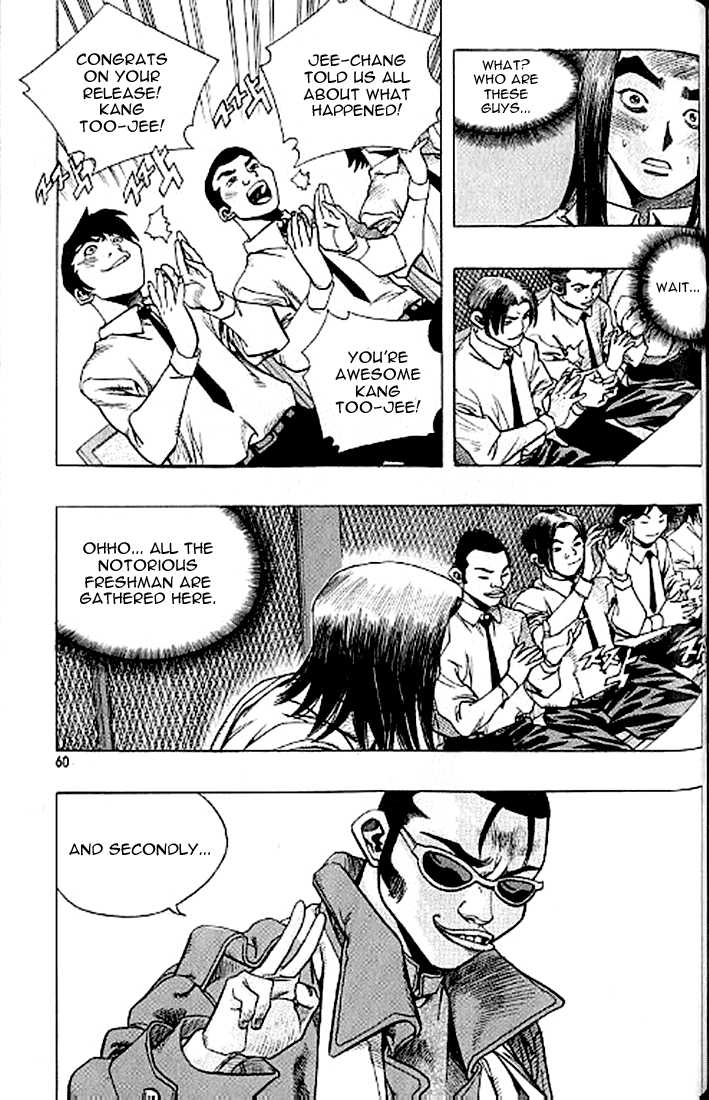 CONGRATS
ON YOUR
RELEASE!
KANG
TOO-JEE!
JEE-CHANG
TOLD US ALL
ABOUT WHAT
HAPPENED!
WHAT?
WHO ARE
THESE
GUYS...
WAIT...
YOU'RE
AWESOME
KANG
TOO-JEE!
OHHO... ALL THE
NOTORIOUS
FRESHMAN ARE
GATHERED HERE.
60
AND SECONDLY...